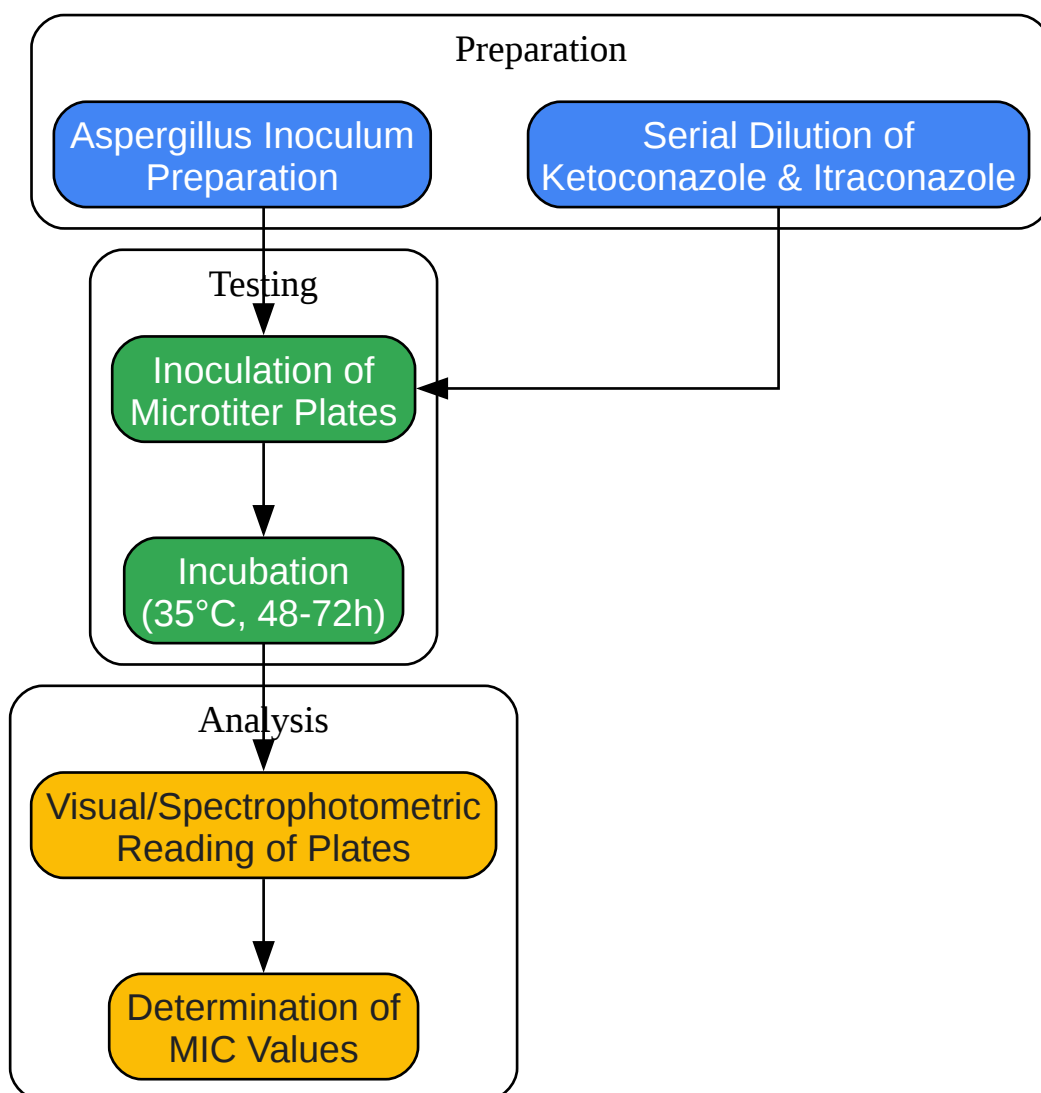 Preparation
Aspergillus Inoculum
Preparation
Serial Dilution of
Ketoconazole & Itraconazole
Testing
Inoculation of
Microtiter Plates
Incubation
(35°C, 48-72h)
Analysis
Visual/Spectrophotometric
Reading of Plates
Determination of
MIC Values